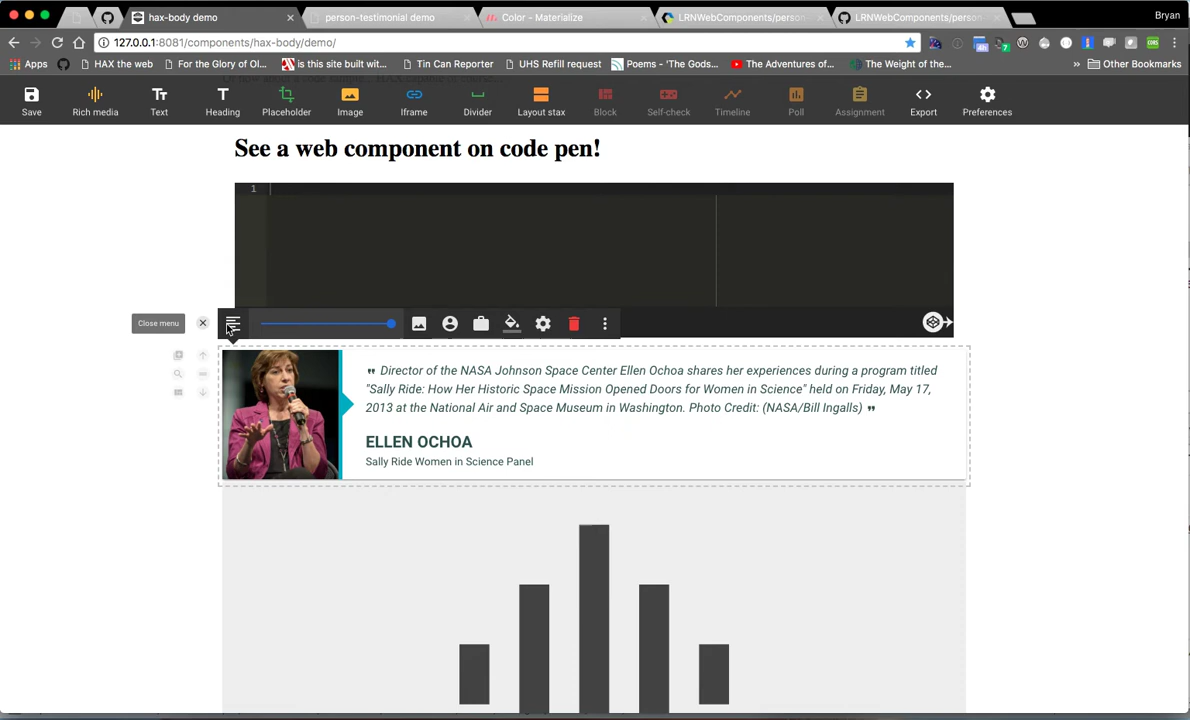 hax-body demo
person-testimonial demo
Color - Materialize
LRNWebComponents/person-
LRNWebComponents/person-
Bryan
127.0.0.1:8081/components/hax-body/demo/
Apps
HAX the web
For the Glory of Ol...
is this site built wit...
Tin Can Reporter
UHS Refill request
Poems - 'The Gods...
The Adventures of...
The Weight of the...
» Other Bookmarks
Save
Rich media
Text
Heading
Placeholder
Image
Iframe
Divider
Layout stax
Block
Self-check
Timeline
Poll
Assignment
Export
Preferences
See a web component on code pen!
1
Close menu
" Director of the NASA Johnson Space Center Ellen Ochoa shares her experiences during a program titled
"Sally Ride: How Her Historic Space Mission Opened Doors for Women in Science" held on Friday, May 17,
2013 at the National Air and Space Museum in Washington. Photo Credit: (NASA/Bill Ingalls) "
ELLEN OCHOA
Sally Ride Women in Science Panel